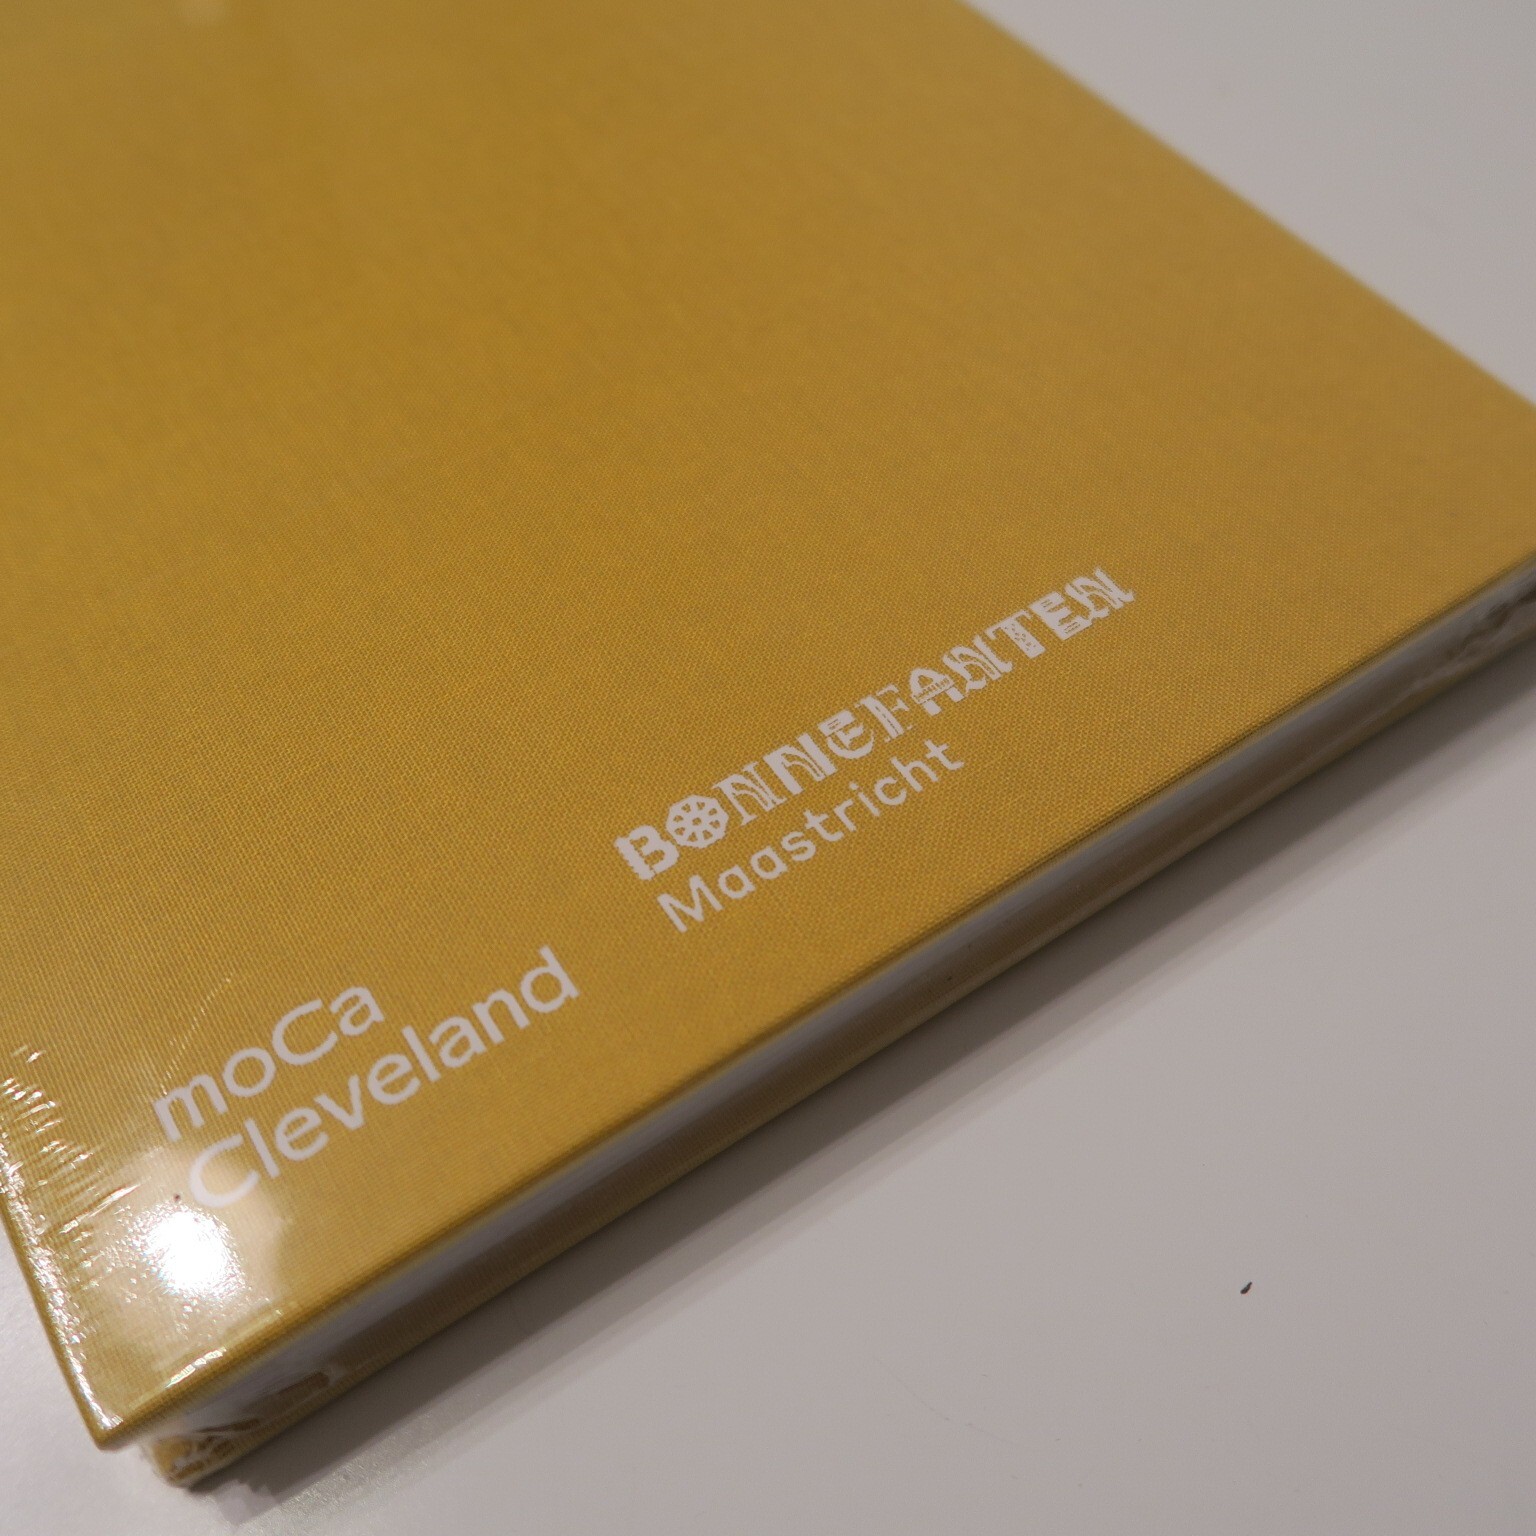 moCa
Cleveland
BONNEFANTEN
Maastricht